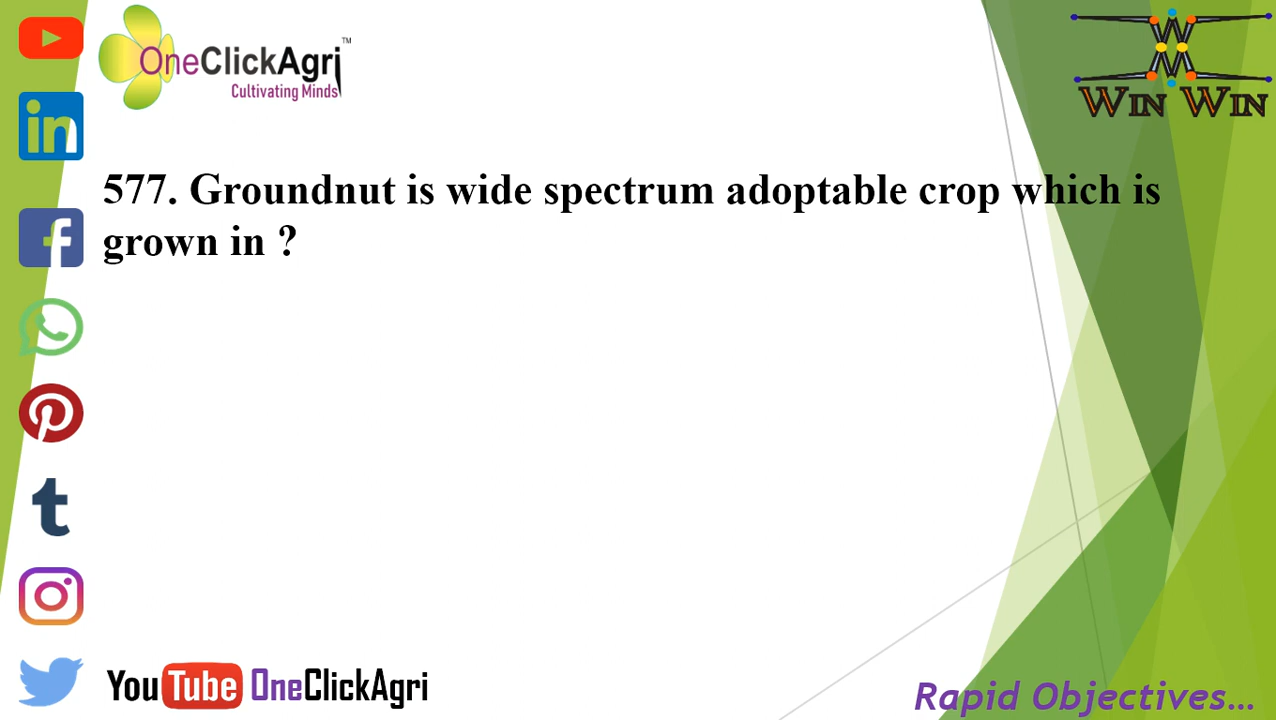 OneClickAgri™
Cultivating Minds
WIN WIN
in
577. Groundnut is wide spectrum adoptable crop which is
grown in ?
f
t
YouTube OneClickAgri
Rapid Objectives...